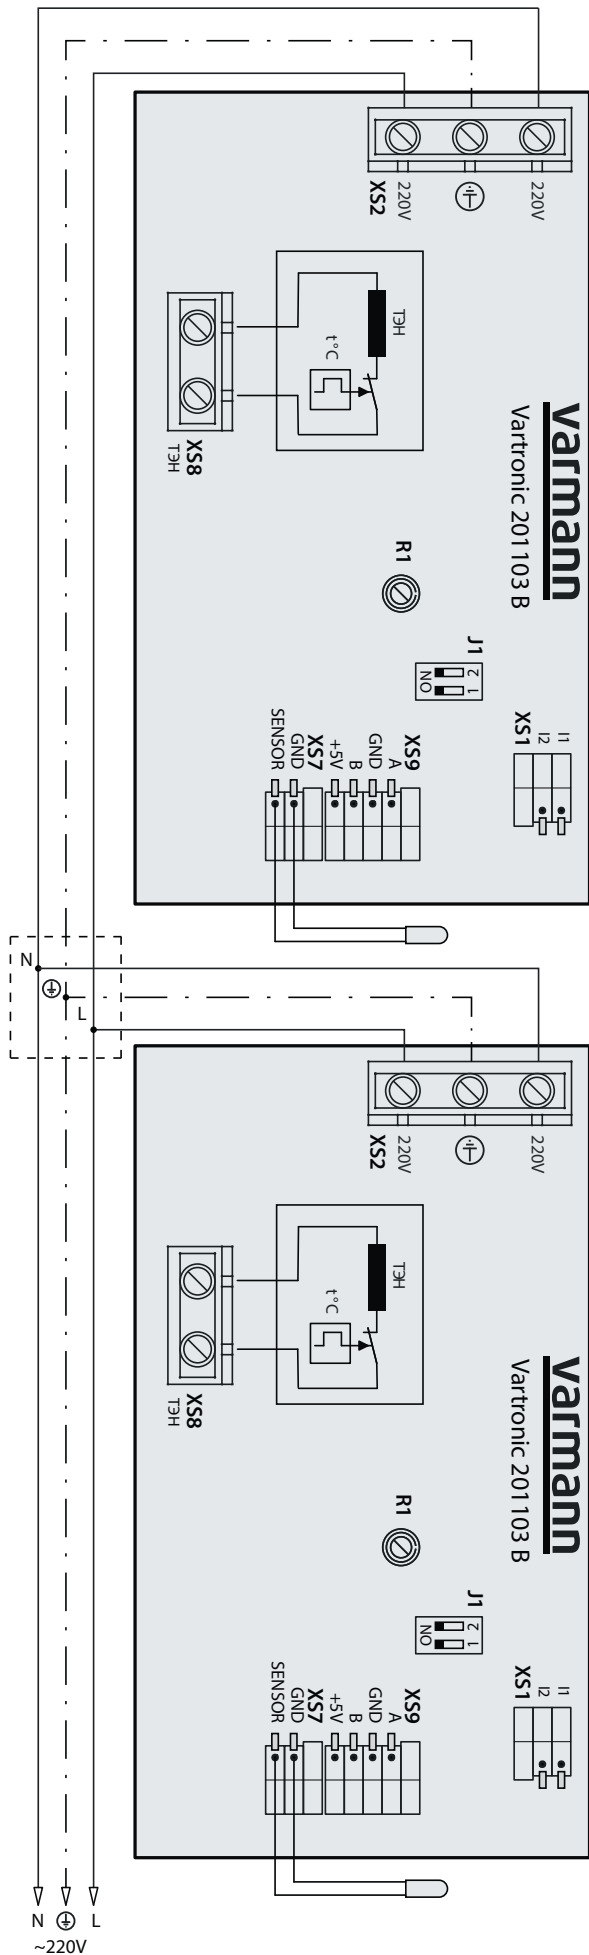 220V
XS2
220V
ТЭН
t°C
XS8
ТЭН
varmann
Vartronic 201103 B
R1
J1
ON
1
2
XS1
I1
I2
XS9
A
GND
B
+5V
XS7
GND
SENSOR
N
L
220V
XS2
220V
ТЭН
t°C
XS8
ТЭН
varmann
Vartronic 201103 B
R1
J1
ON
1
2
XS1
I1
I2
XS9
A
GND
B
+5V
XS7
GND
SENSOR
N
L
~220V